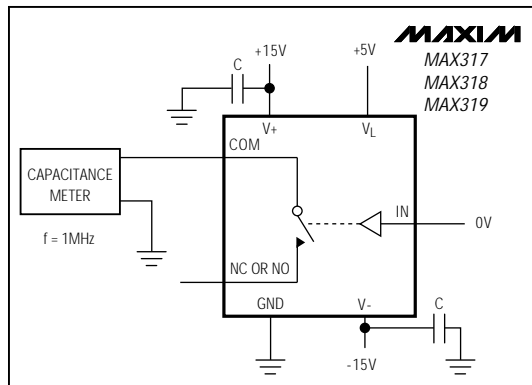 MAXIM
MAX317
MAX318
MAX319
+15V
+5V
C
V+
VL
COM
CAPACITANCE
METER
f = 1MHz
IN
0V
NC OR NO
GND
V-
C
-15V